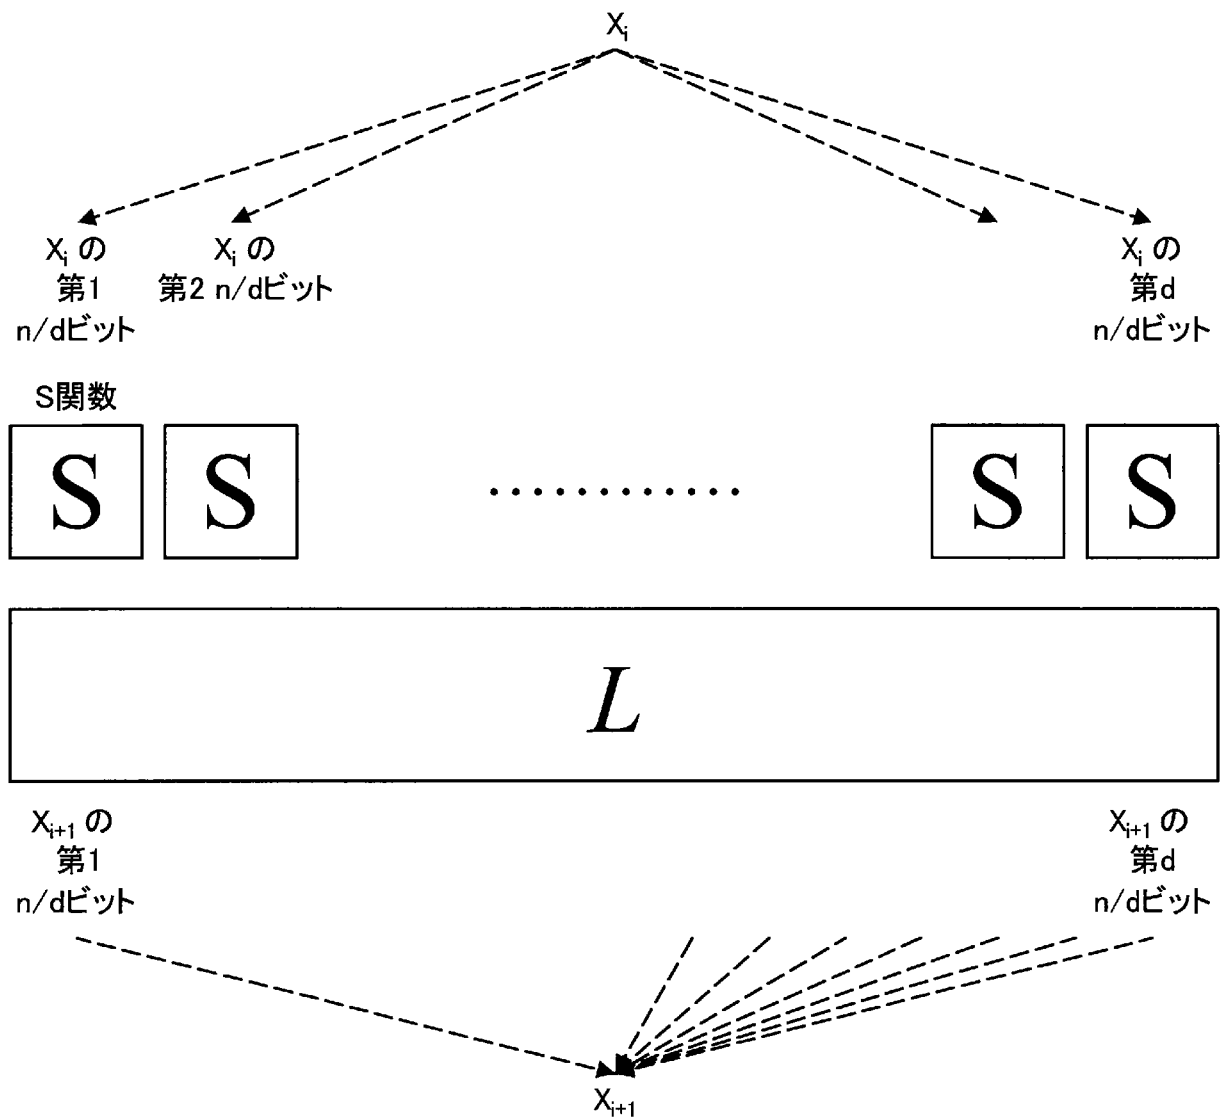 Xi
Xi の
第1
n/dビット
Xi の
第2 n/dビット
Xi の
第d
n/dビット
S関数
S
S
S
S
L
Xi+1 の
第1
n/dビット
Xi+1 の
第d
n/dビット
Xi+1